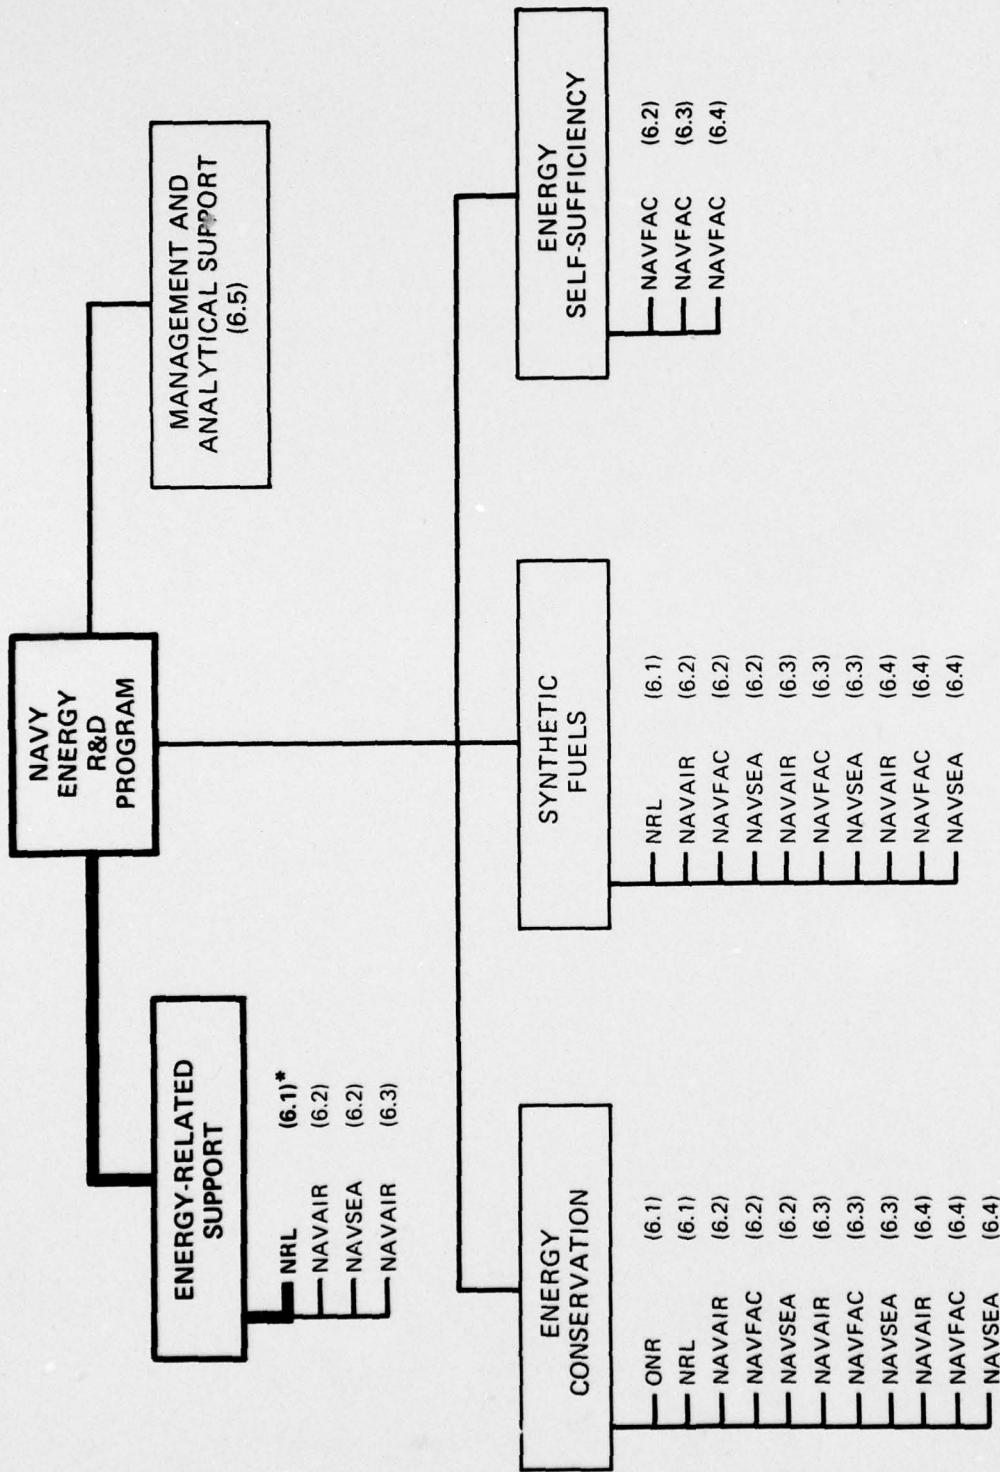 NAVY
ENERGY
R&D
PROGRAM
ENERGY-RELATED
SUPPORT
NRL (6.1)*
NAVAIR (6.2)
NAVSEA (6.2)
NAVAIR (6.3)
MANAGEMENT AND
ANALYTICAL SUPPORT
(6.5)
ENERGY
CONSERVATION
ONR (6.1)
NRL (6.1)
NAVAIR (6.2)
NAVFAC (6.2)
NAVSEA (6.2)
NAVAIR (6.3)
NAVFAC (6.3)
NAVSEA (6.3)
NAVAIR (6.4)
NAVFAC (6.4)
NAVSEA (6.4)
SYNTHETIC
FUELS
NRL (6.1)
NAVAIR (6.2)
NAVFAC (6.2)
NAVSEA (6.2)
NAVAIR (6.3)
NAVFAC (6.3)
NAVSEA (6.3)
NAVAIR (6.4)
NAVFAC (6.4)
NAVSEA (6.4)
ENERGY
SELF-SUFFICIENCY
NAVFAC (6.2)
NAVFAC (6.3)
NAVFAC (6.4)